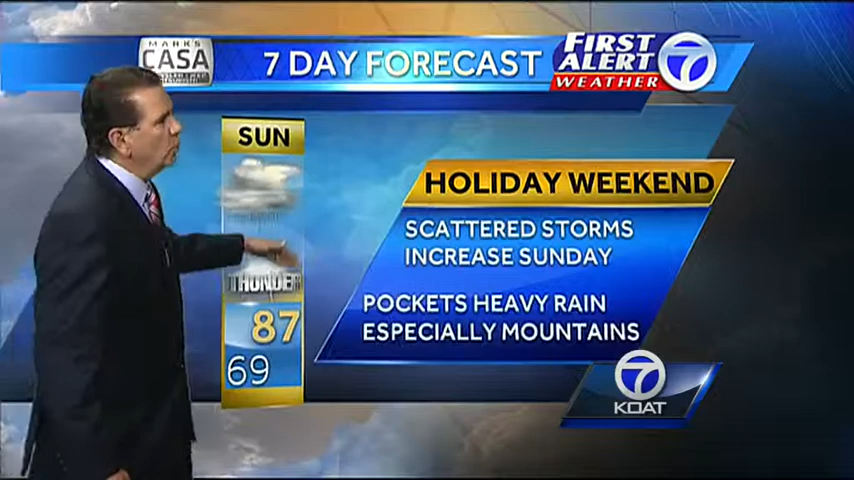 MARKS
CASA
7 DAY FORECAST
FIRST
ALERT
WEATHER
7
SUN
HOLIDAY WEEKEND
SCATTERED STORMS
INCREASE SUNDAY
THUNDER
POCKETS HEAVY RAIN
ESPECIALLY MOUNTAINS
87
69
7
KOAT